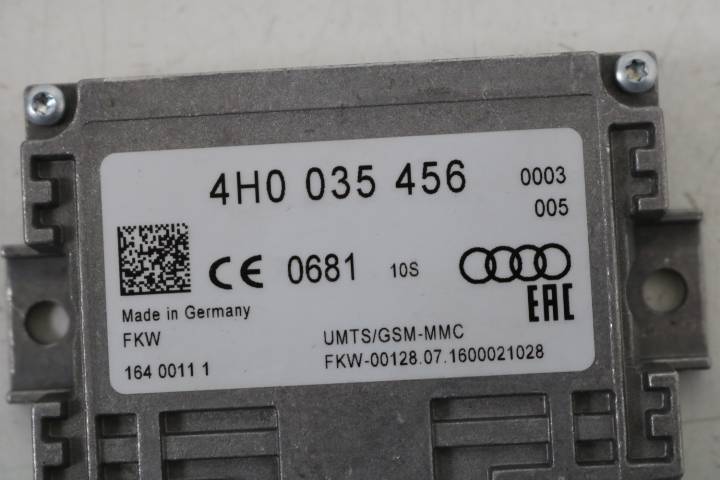 4H0 035 456 0003
005
CE 0681 10S
EAC
Made in Germany
FKW UMTS/GSM-MMC
164 0011 1 FKW-00128.07.1600021028